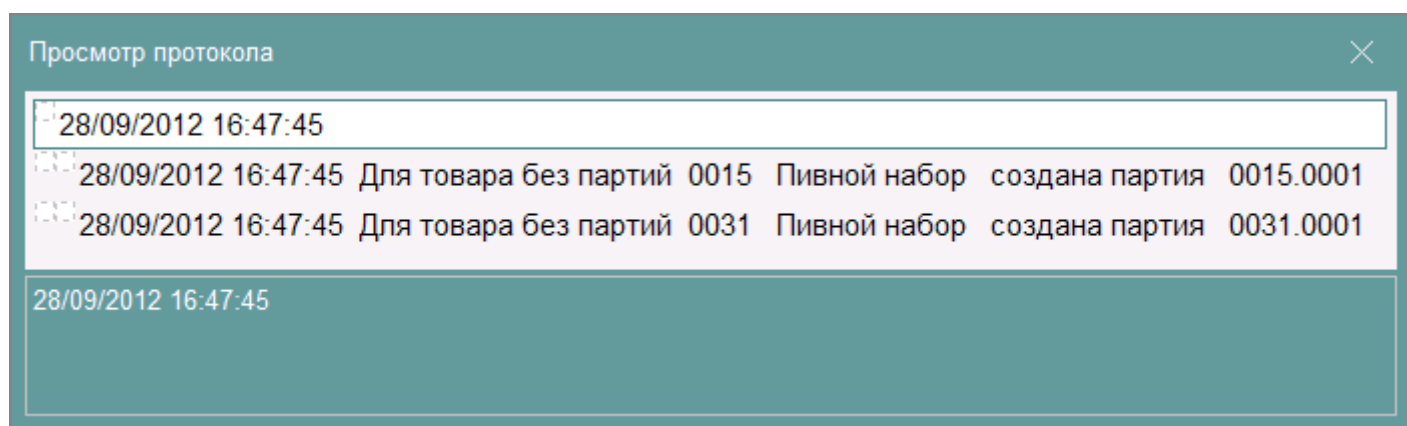 Просмотр протокола
28/09/2012 16:47:45
28/09/2012 16:47:45 Для товара без партий 0015 Пивной набор создана партия 0015.0001
28/09/2012 16:47:45 Для товара без партий 0031 Пивной набор создана партия 0031.0001
28/09/2012 16:47:45